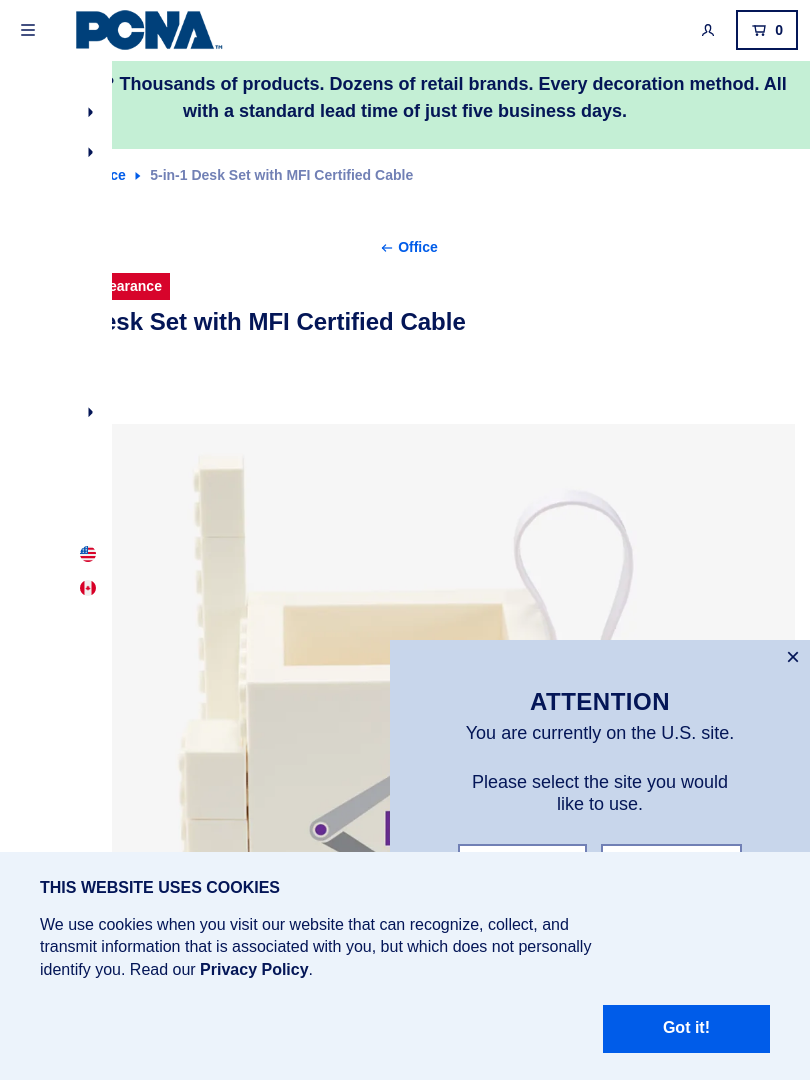 PCNA™
0
? Thousands of products. Dozens of retail brands. Every decoration method. All
with a standard lead time of just five business days.
5-in-1 Desk Set with MFI Certified Cable
Office
Set with MFI Certified Cable
ATTENTION
You are currently on the U.S. site.
Please select the site you would
like to use.
THIS WEBSITE USES COOKIES
We use cookies when you visit our website that can recognize, collect, and
transmit information that is associated with you, but which does not personally
identify you. Read our Privacy Policy.
Got it!